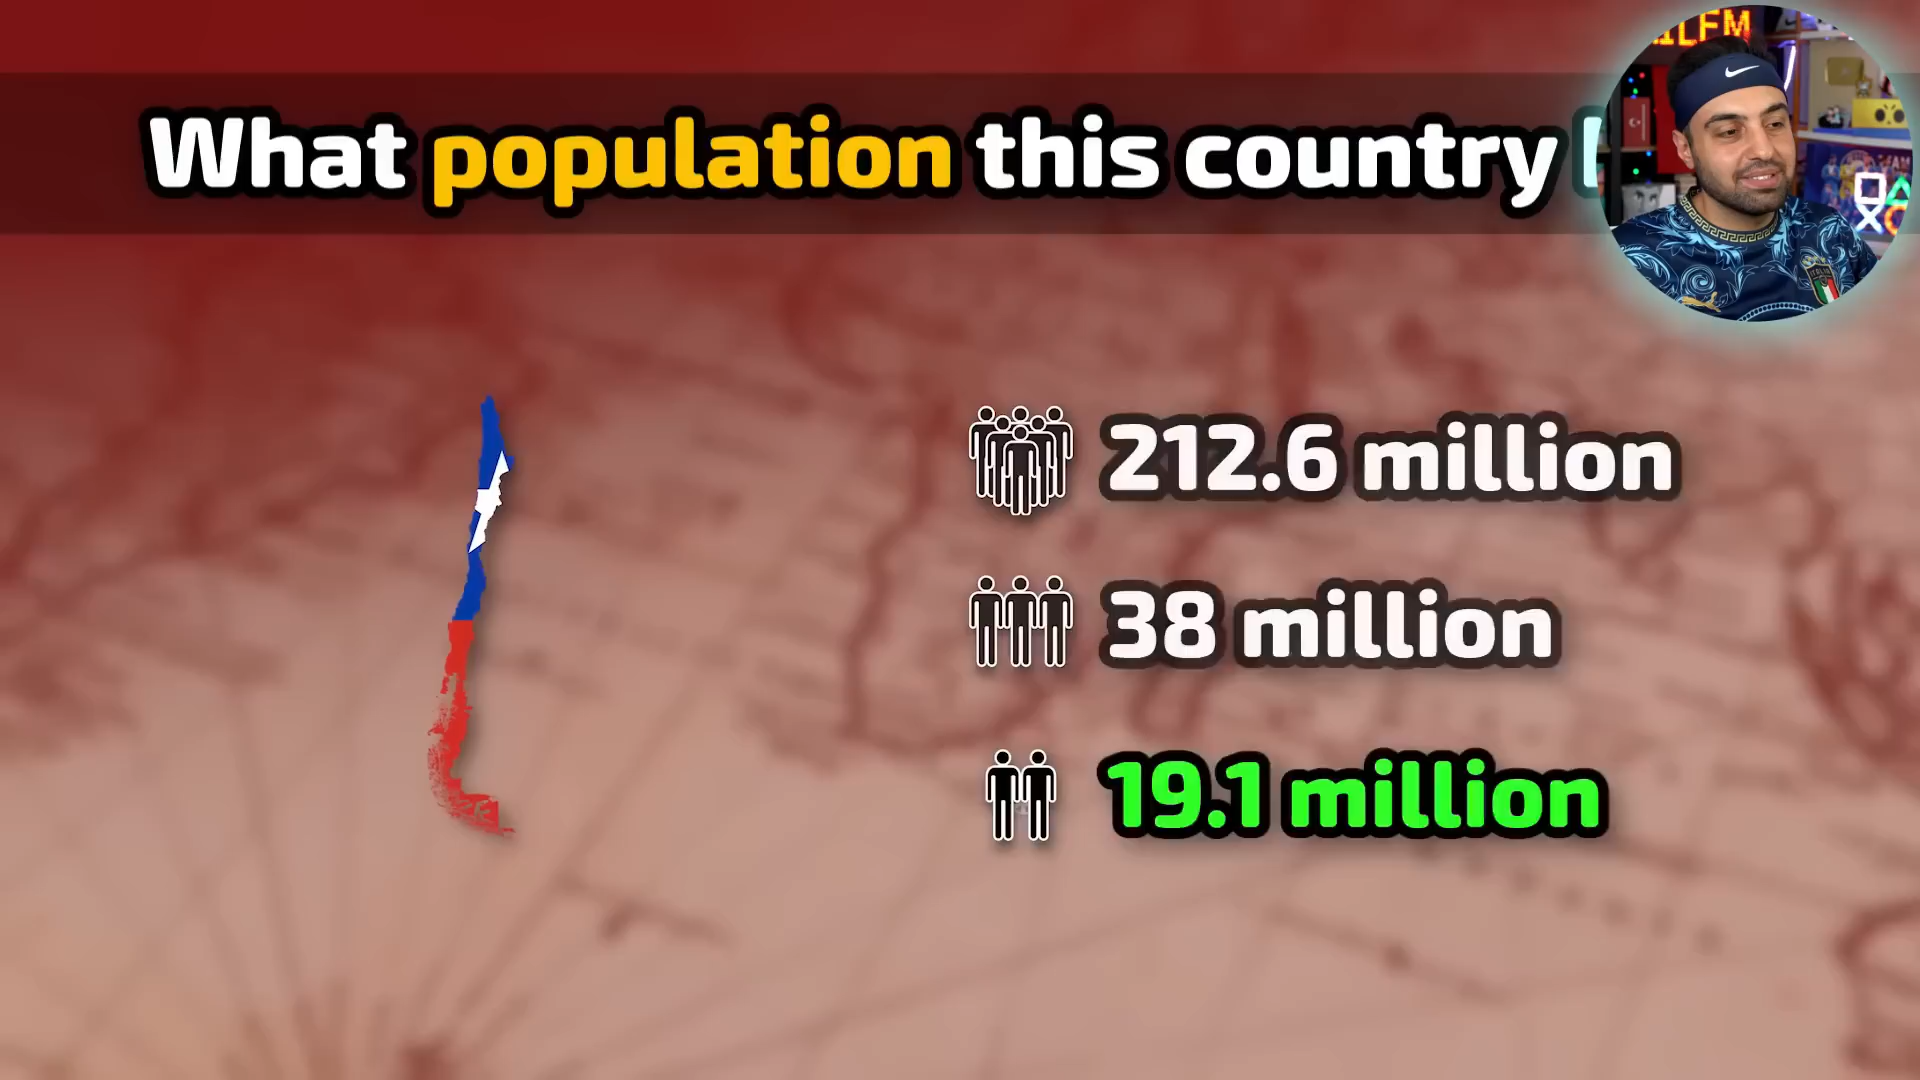 What population this country
212.6 million
38 million
19.1 million